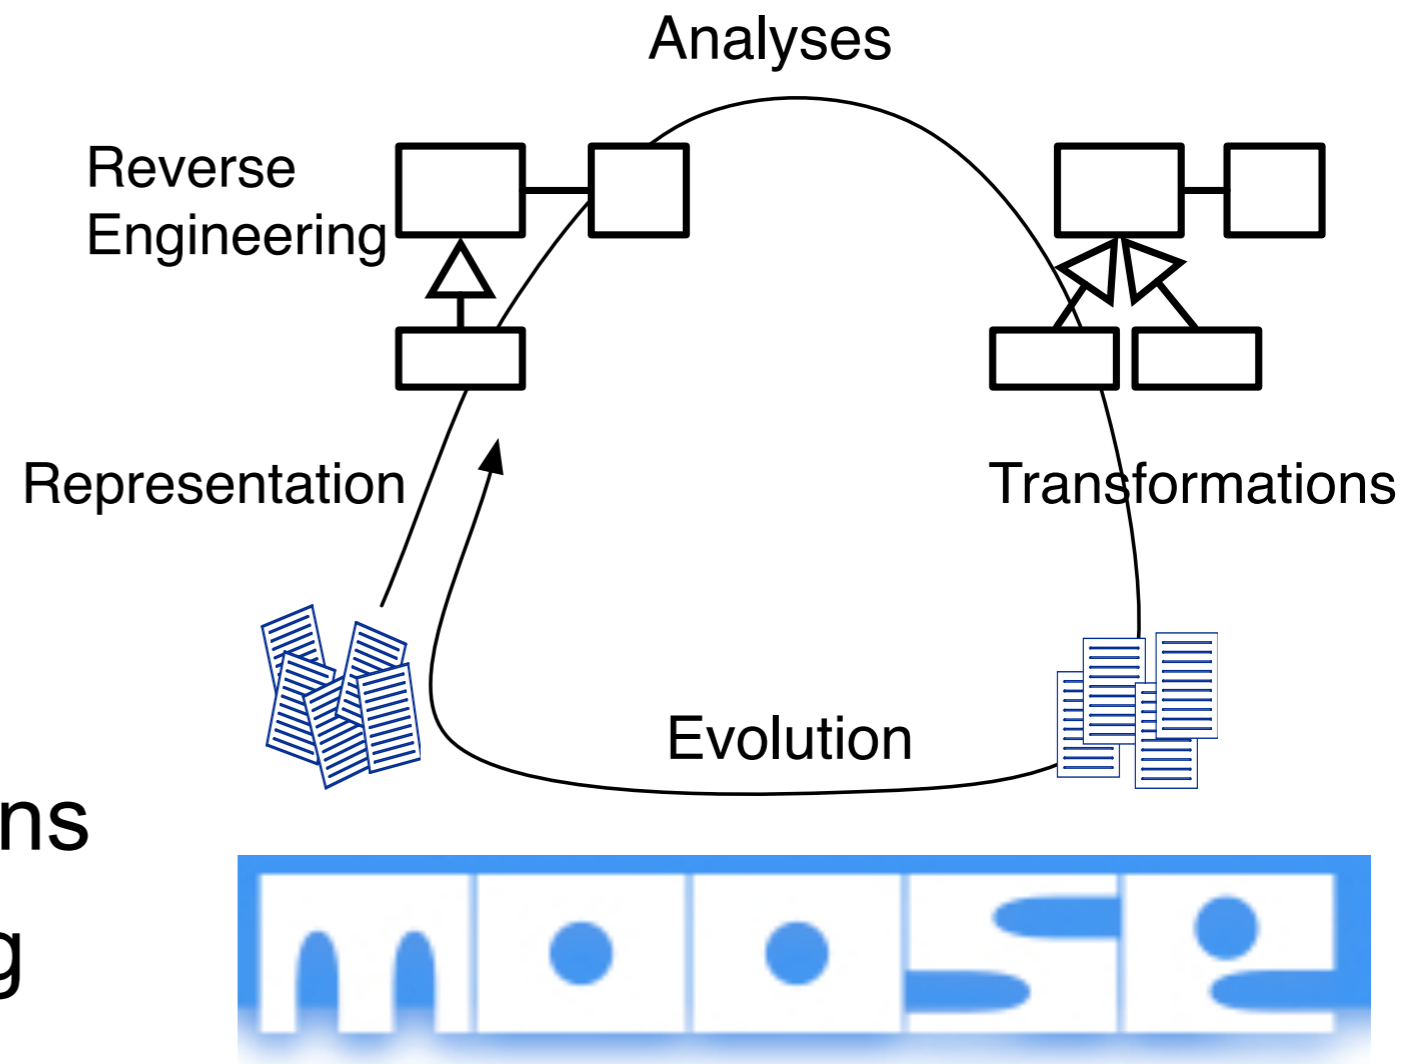 Analyses
Reverse
Engineering
Representation
Transformations
Evolution
ns
g
moose